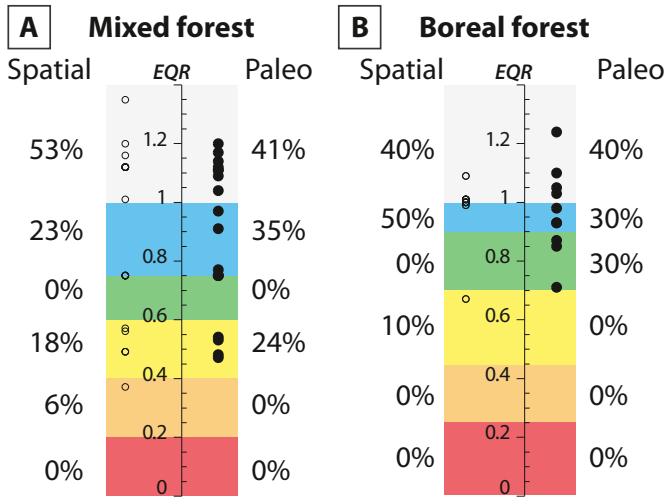 A Mixed forest
Spatial EQR Paleo
53% 1.2 41%
1
23% 0.8 35%
0% 0.6 0%
18% 0.4 24%
6% 0.2 0%
0% 0 0%
B Boreal forest
Spatial EQR Paleo
40% 1.2 40%
1
50% 30%
0% 0.8 30%
0.6
10% 0%
0.4
0% 0%
0.2
0% 0%
0